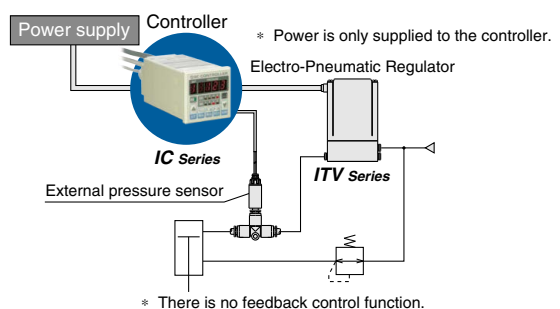 Power supply
Controller
* Power is only supplied to the controller.
Electro-Pneumatic Regulator
IC Series
ITV Series
External pressure sensor
* There is no feedback control function.